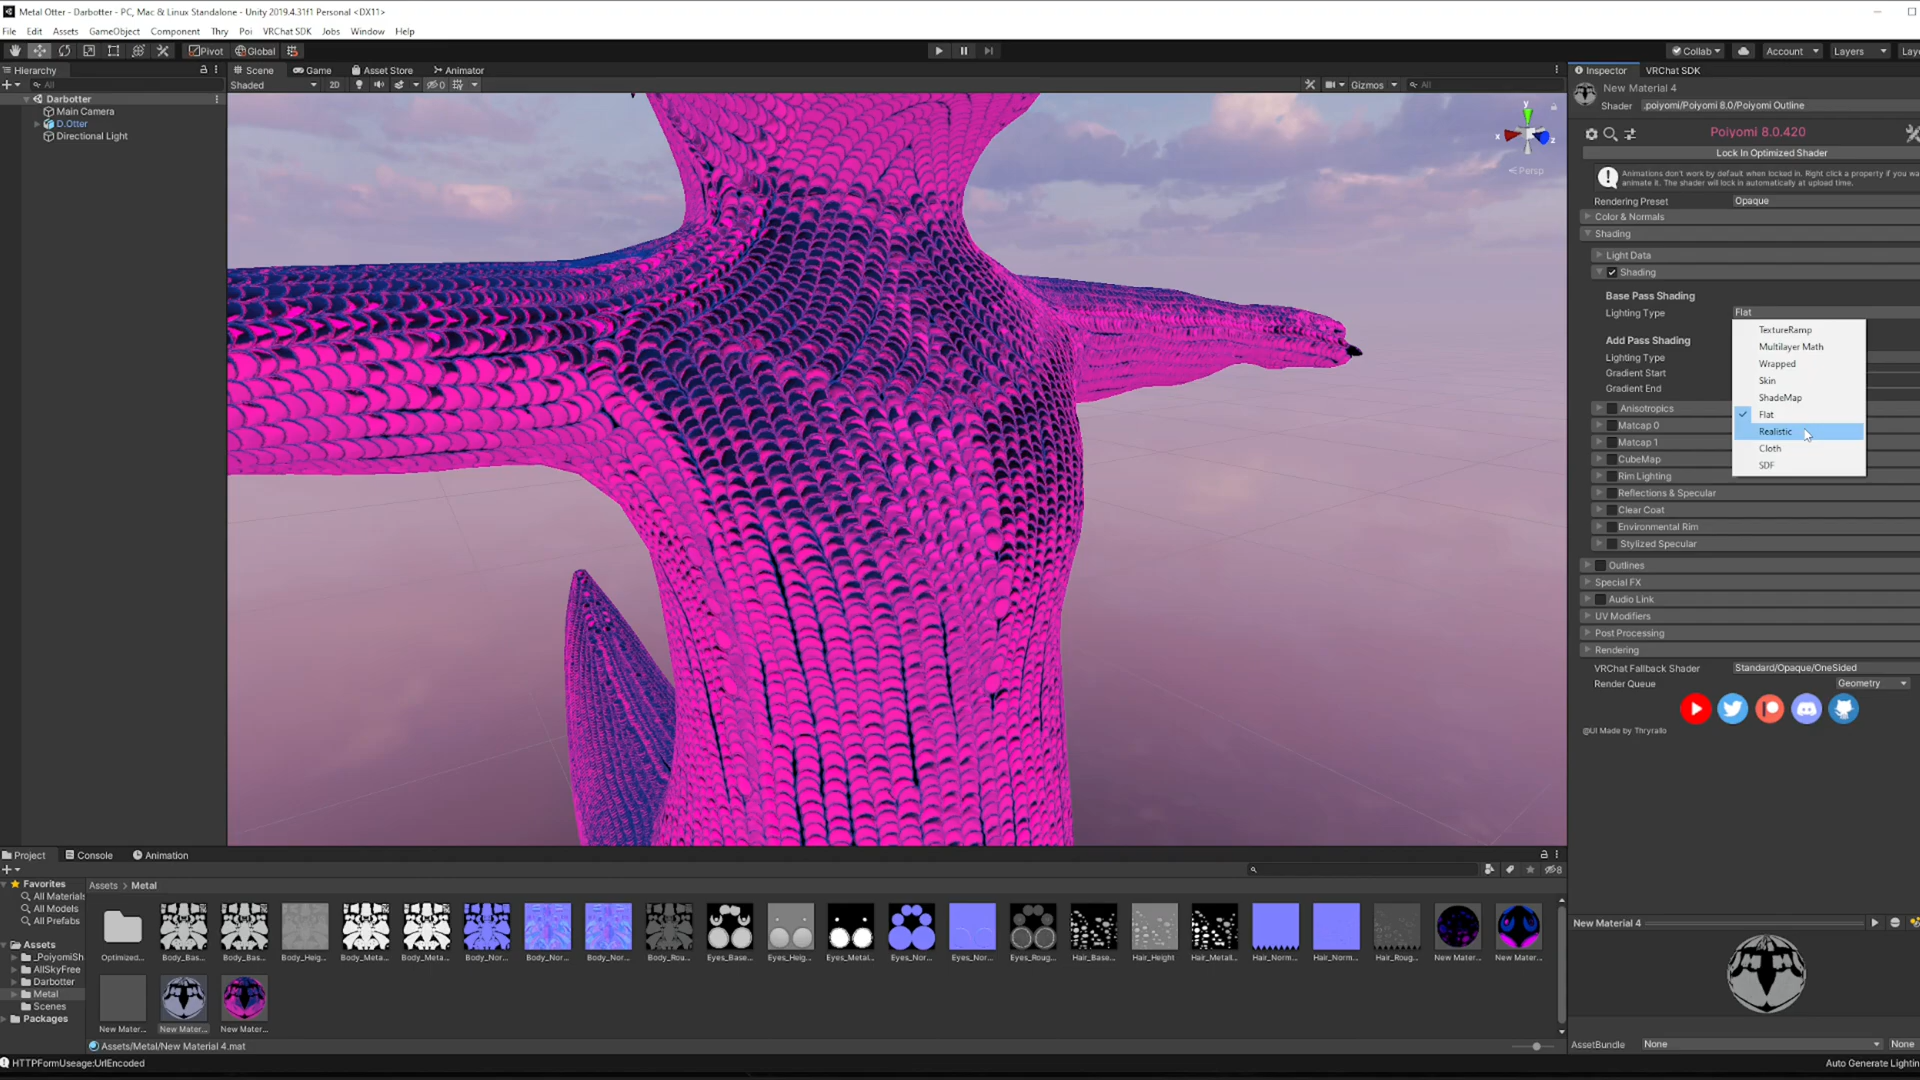 Metal Otter - Darbotter - PC, Mac & Linux Standalone - Unity 2019.4.31f1 Personal <DX11>
File Edit Assets GameObject Component Thry Poi VRChat SDK Jobs Window Help
Pivot Global Collab Account Layers Lay
Hierarchy
All
Darbotter
Main Camera
D.Otter
Directional Light
Scene Game Asset Store Animator
Shaded 2D 0 Gizmos All
y
x
z
Persp
Inspector VRChat SDK
New Material 4
Shader .poiyomi/Poiyomi 8.0/Poiyomi Outline
Poiyomi 8.0.420
Lock In Optimized Shader
Animations don't work by default when locked in. Right click a property if you wa
animate it. The shader will lock in automatically at upload time.
Rendering Preset Opaque
Color & Normals
Shading
Light Data
Shading
Base Pass Shading
Lighting Type Flat
TextureRamp
Multilayer Math
Wrapped
Skin
ShadeMap
Flat
Realistic
Cloth
SDF
Add Pass Shading
Lighting Type
Gradient Start
Gradient End
Anisotropics
Matcap 0
Matcap 1
CubeMap
Rim Lighting
Reflections & Specular
Clear Coat
Environmental Rim
Stylized Specular
Outlines
Special FX
Audio Link
UV Modifiers
Post Processing
Rendering
VRChat Fallback Shader Standard/Opaque/OneSided
Render Queue Geometry
@UI Made by Thryrallo
Project Console Animation
8
Favorites
All Materials
All Models
All Prefabs
Assets
_PoiyomiSh
AllSkyFree
Darbotter
Metal
Scenes
Packages
Assets > Metal
Optimized... Body_Bas... Body_Bas... Body_Heig... Body_Meta... Body_Meta... Body_Nor... Body_Nor... Body_Nor... Body_Rou... Eyes_Base... Eyes_Heig... Eyes_Metal... Eyes_Nor... Eyes_Nor... Eyes_Roug... Hair_Base... Hair_Height Hair_Metall... Hair_Norm... Hair_Norm... Hair_Roug... New Mater... New Mater...
New Mater... New Mater... New Mater...
Assets/Metal/New Material 4.mat
New Material 4
AssetBundle None None
HTTPFormUseage:UrlEncoded
Auto Generate Lightin